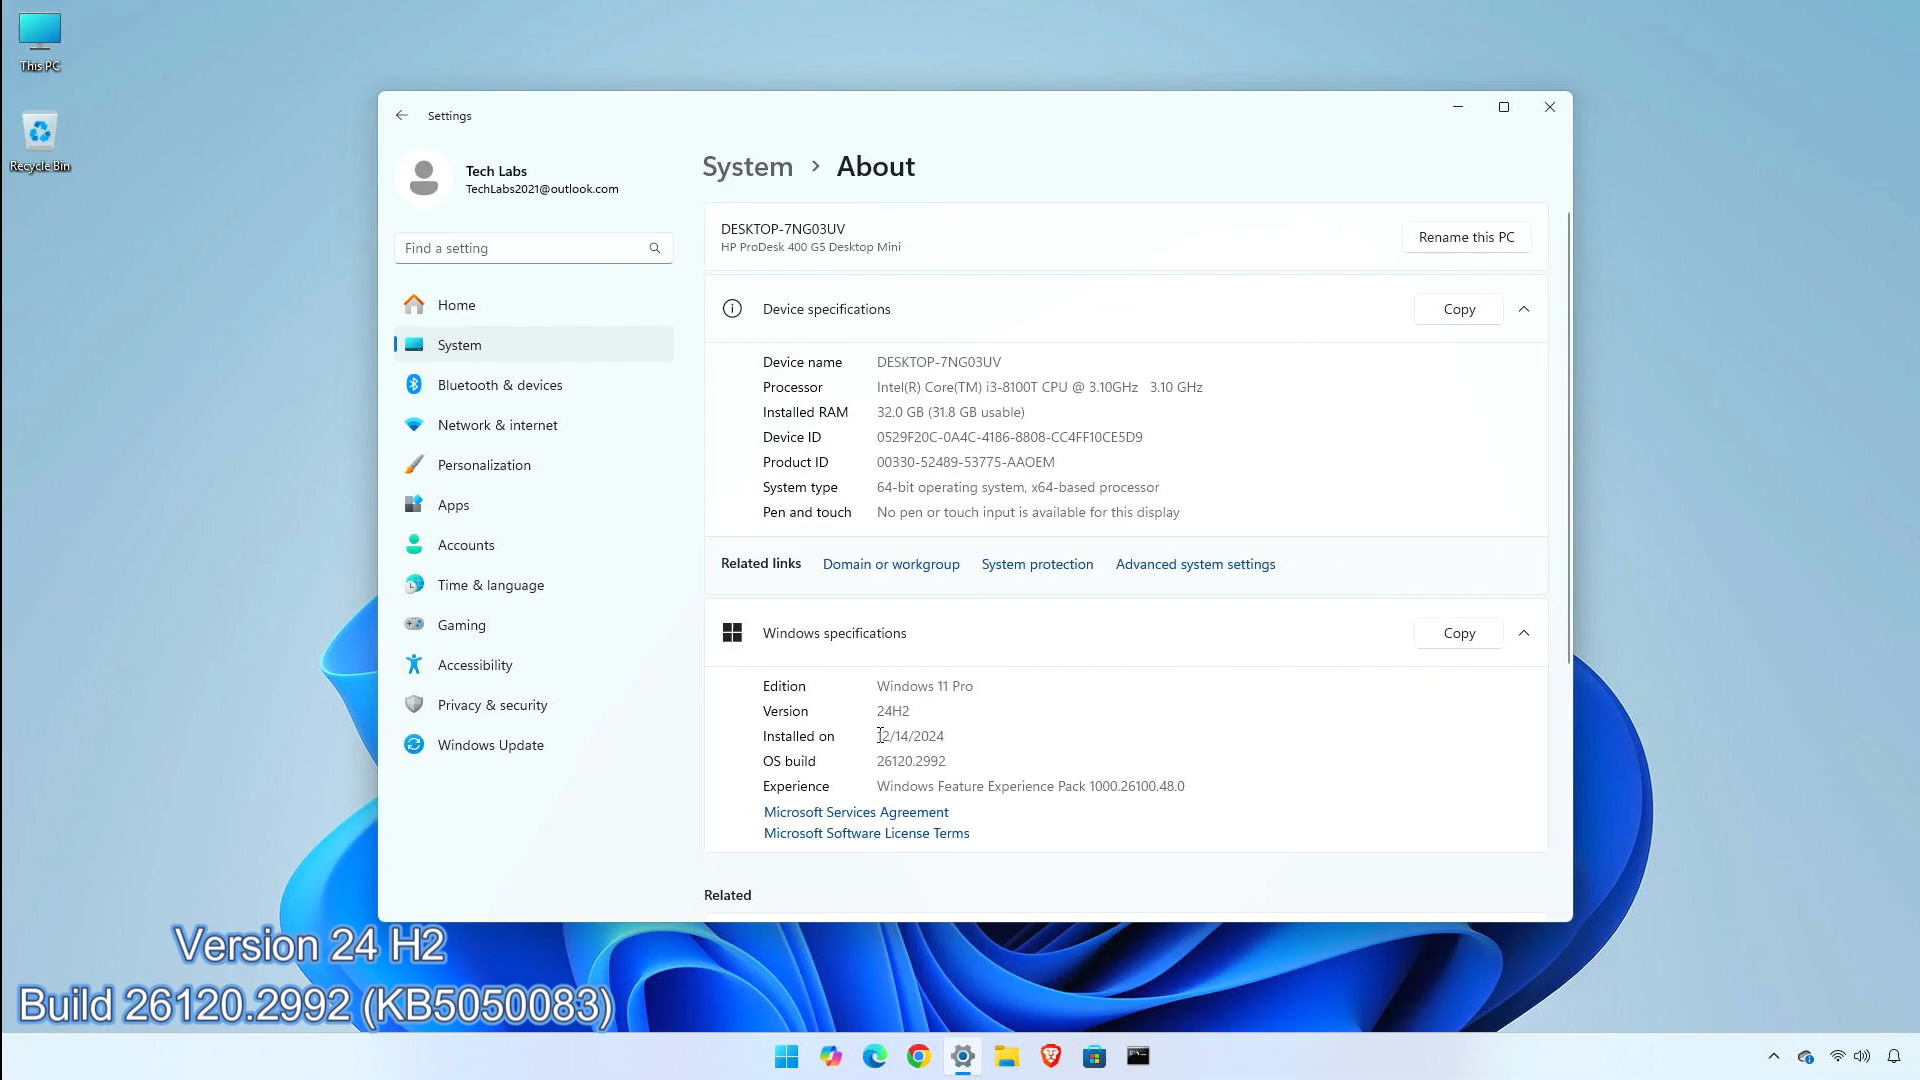 This PC
Recycle Bin
Settings
Tech Labs
TechLabs2021@outlook.com
Find a setting
Home
System
Bluetooth & devices
Network & internet
Personalization
Apps
Accounts
Time & language
Gaming
Accessibility
Privacy & security
Windows Update
System > About
DESKTOP-7NG03UV
HP ProDesk 400 G5 Desktop Mini
Rename this PC
Device specifications
Copy
Device name DESKTOP-7NG03UV
Processor Intel(R) Core(TM) i3-8100T CPU @ 3.10GHz 3.10 GHz
Installed RAM 32.0 GB (31.8 GB usable)
Device ID 0529F20C-0A4C-4186-8808-CC4FF10CE5D9
Product ID 00330-52489-53775-AAOEM
System type 64-bit operating system, x64-based processor
Pen and touch No pen or touch input is available for this display
Related links Domain or workgroup System protection Advanced system settings
Windows specifications
Copy
Edition Windows 11 Pro
Version 24H2
Installed on 12/14/2024
OS build 26120.2992
Experience Windows Feature Experience Pack 1000.26100.48.0
Microsoft Services Agreement
Microsoft Software License Terms
Related
Version 24 H2
Build 26120.2992 (KB5050083)